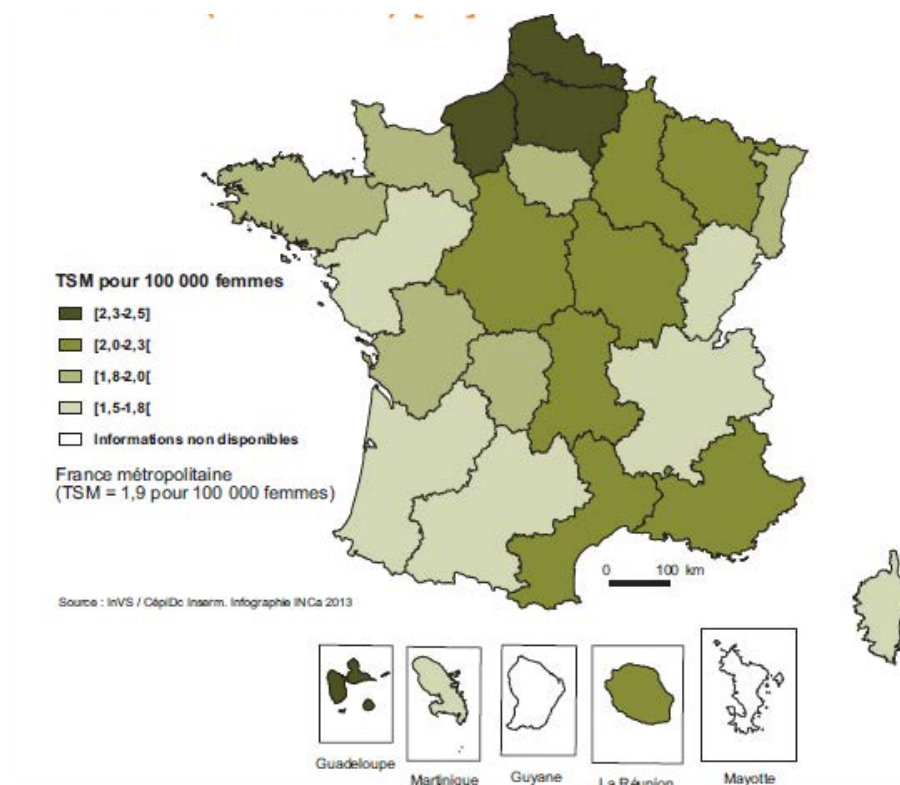 TSM pour 100 000 femmes
[2,3-2,5]
[2,0-2,3[
[1,8-2,0[
[1,5-1,8[
Informations non disponibles
France métropolitaine
(TSM = 1,9 pour 100 000 femmes)
0 100 km
Source : InVS / CépiDc Inserm. Infographie INCa 2013
Guadeloupe
Martinique
Guyane
La Réunion
Mayotte